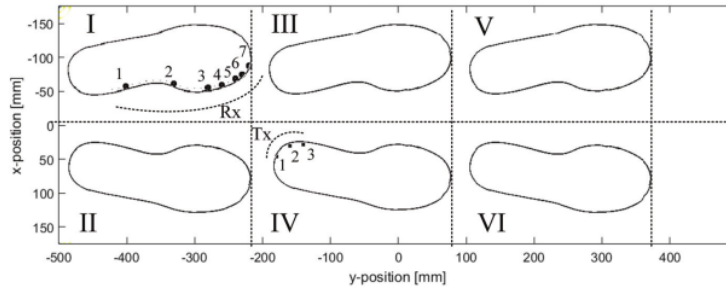 -150
-100
-50
0
50
100
150
x-position [mm]
I
III
V
1
2
3
4
5
6
7
Rx
Tx
1
2
3
II
IV
VI
-500
-400
-300
-200
-100
0
100
200
300
400
y-position [mm]